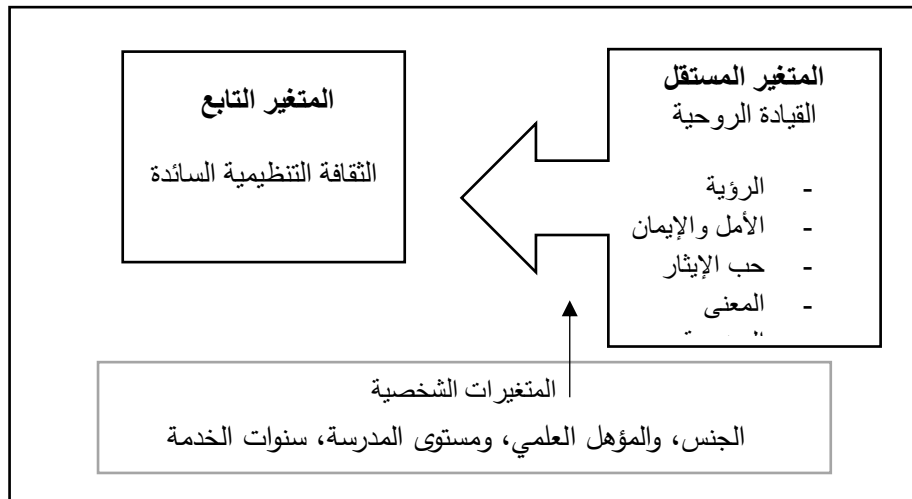 المتغير المستقل
القيادة الروحية
- الرؤية
- الأمل والإيمان
- حب الإيثار
- المعنى
المتغير التابع
الثقافة التنظيمية السائدة
المتغيرات الشخصية
الجنس، والمؤهل العلمي، ومستوى المدرسة، سنوات الخدمة